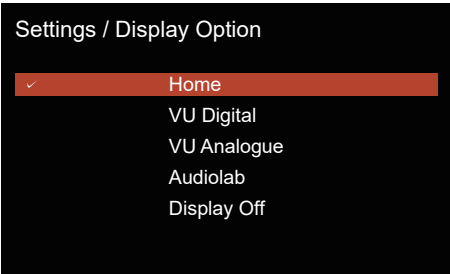 Settings / Display Option
✓ Home
VU Digital
VU Analogue
Audiolab
Display Off